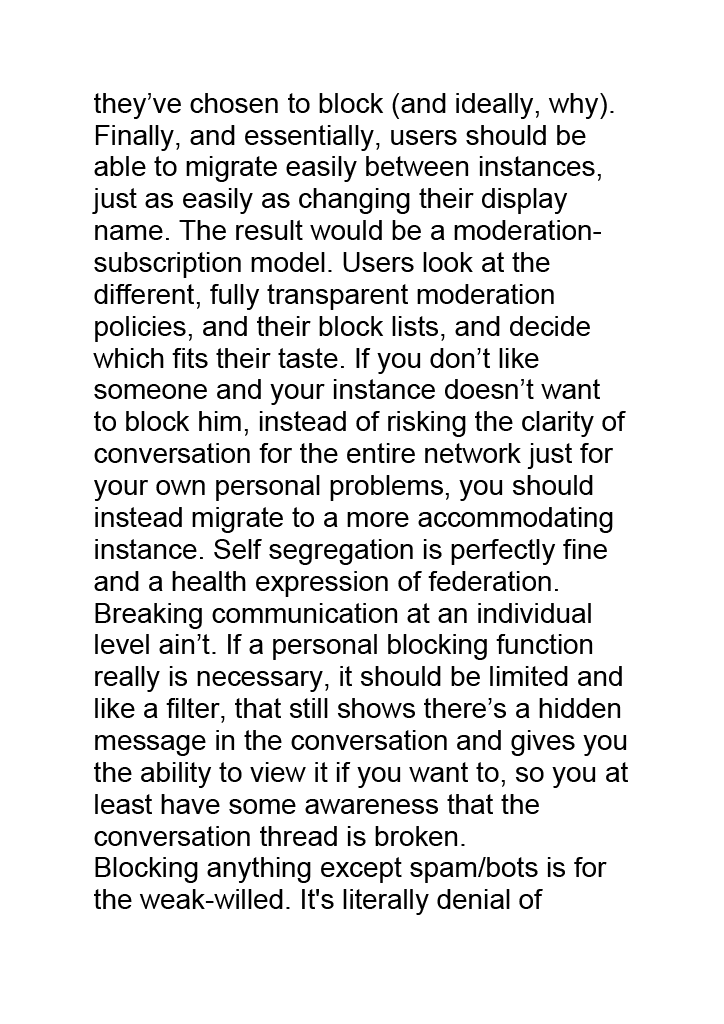 they’ve chosen to block (and ideally, why).
Finally, and essentially, users should be
able to migrate easily between instances,
just as easily as changing their display
name. The result would be a moderation-
subscription model. Users look at the
different, fully transparent moderation
policies, and their block lists, and decide
which fits their taste. If you don’t like
someone and your instance doesn’t want
to block him, instead of risking the clarity of
conversation for the entire network just for
your own personal problems, you should
instead migrate to a more accommodating
instance. Self segregation is perfectly fine
and a health expression of federation.
Breaking communication at an individual
level ain’t. If a personal blocking function
really is necessary, it should be limited and
like a filter, that still shows there’s a hidden
message in the conversation and gives you
the ability to view it if you want to, so you at
least have some awareness that the
conversation thread is broken.
Blocking anything except spam/bots is for
the weak-willed. It's literally denial of